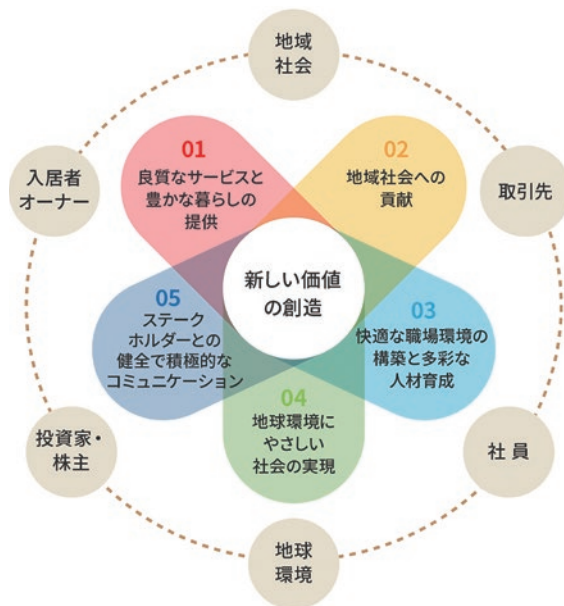 地域
社会
入居者
オーナー
取引先
01
良質なサービスと
豊かな暮らしの
提供
02
地域社会への
貢献
新しい価値
の創造
05
ステーク
ホルダーとの
健全で積極的な
コミュニケーション
03
快適な職場環境の
構築と多彩な
人材育成
04
地球環境に
やさしい
社会の実現
投資家・
株主
社員
地球
環境